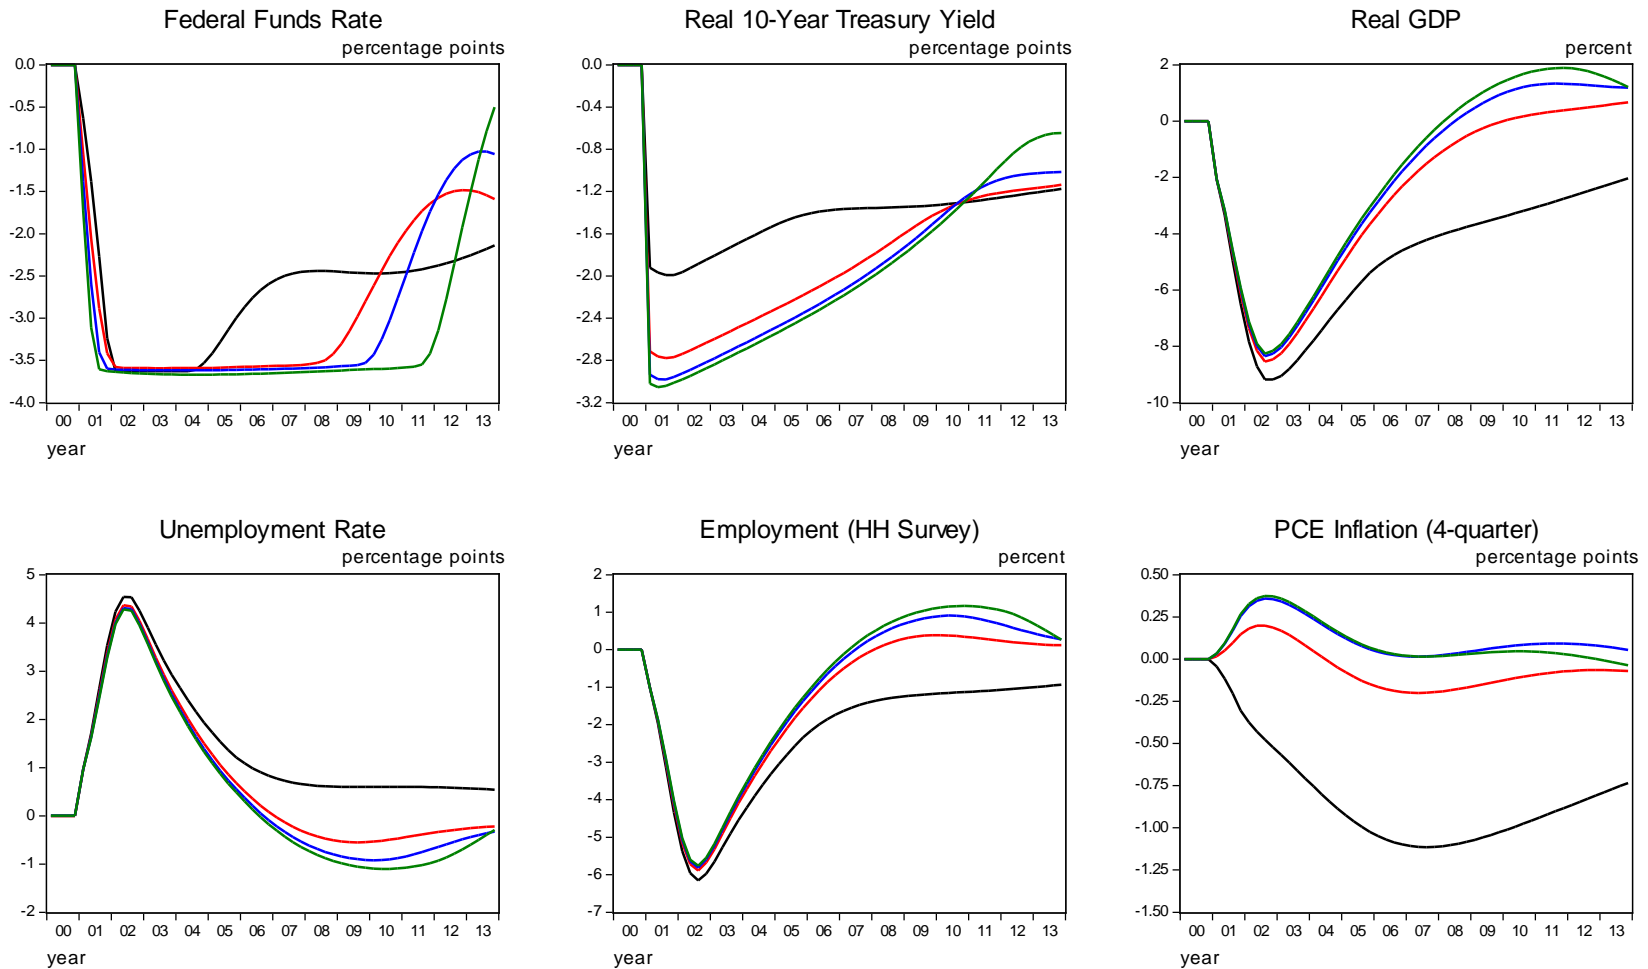 Federal Funds Rate
percentage points
0.0
-0.5
-1.0
-1.5
-2.0
-2.5
-3.0
-3.5
-4.0
00 01 02 03 04 05 06 07 08 09 10 11 12 13
year
Real 10-Year Treasury Yield
percentage points
0.0
-0.4
-0.8
-1.2
-1.6
-2.0
-2.4
-2.8
-3.2
00 01 02 03 04 05 06 07 08 09 10 11 12 13
year
Real GDP
percent
2
0
-2
-4
-6
-8
-10
00 01 02 03 04 05 06 07 08 09 10 11 12 13
year
Unemployment Rate
percentage points
5
4
3
2
1
0
-1
-2
00 01 02 03 04 05 06 07 08 09 10 11 12 13
year
Employment (HH Survey)
percent
2
1
0
-1
-2
-3
-4
-5
-6
-7
00 01 02 03 04 05 06 07 08 09 10 11 12 13
year
PCE Inflation (4-quarter)
percentage points
0.50
0.25
0.00
-0.25
-0.50
-0.75
-1.00
-1.25
-1.50
00 01 02 03 04 05 06 07 08 09 10 11 12 13
year